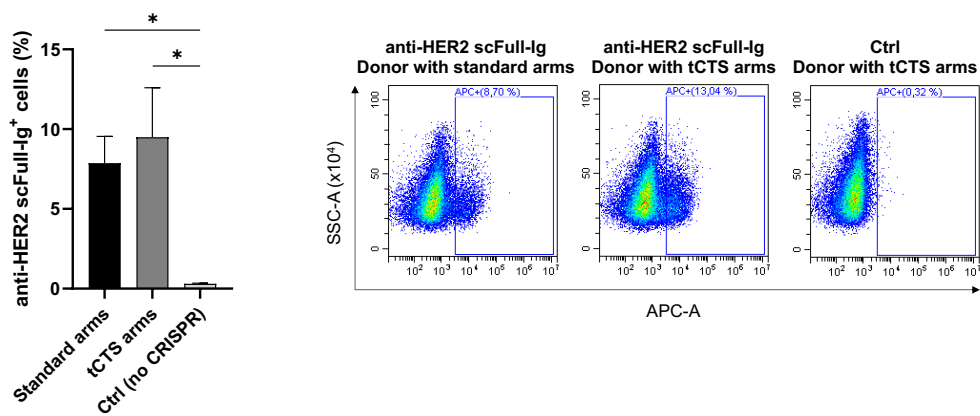 *
*
anti-HER2 scFull-Ig+ cells (%)
15
10
5
0
Standard arms
tCTS arms
Ctrl (no CRISPR)
anti-HER2 scFull-Ig
Donor with standard arms
anti-HER2 scFull-Ig
Donor with tCTS arms
Ctrl
Donor with tCTS arms
SSC-A (x10⁴)
APC+(8,70 %)
100
50
0
10² 10³ 10⁴ 10⁵ 10⁶ 10⁷
APC+(13,04 %)
100
50
0
10² 10³ 10⁴ 10⁵ 10⁶ 10⁷
APC+(0,32 %)
100
50
0
10² 10³ 10⁴ 10⁵ 10⁶ 10⁷
APC-A